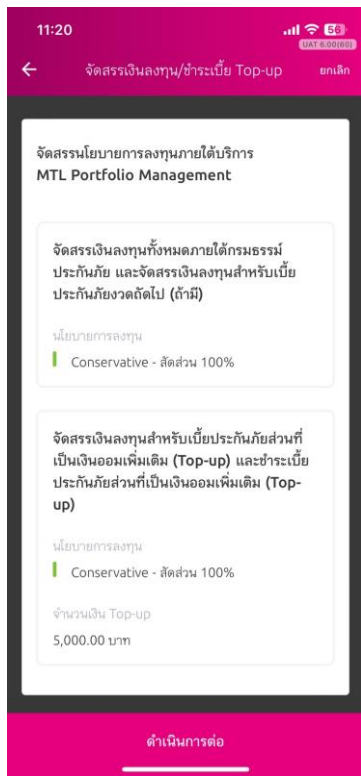 11:20
56
UAT 6.00(60)
จัดสรรเงินลงทุน/ชำระเบี้ย Top-up
ยกเลิก
จัดสรรนโยบายการลงทุนภายใต้บริการ
MTL Portfolio Management
จัดสรรเงินลงทุนทั้งหมดภายใต้กรมธรรม์
ประกันภัย และจัดสรรเงินลงทุนสำหรับเบี้ย
ประกันภัยงวดถัดไป (ถ้ามี)
นโยบายการลงทุน
Conservative - สัดส่วน 100%
จัดสรรเงินลงทุนสำหรับเบี้ยประกันภัยส่วนที่
เป็นเงินออมเพิ่มเติม (Top-up) และชำระเบี้ย
ประกันภัยส่วนที่เป็นเงินออมเพิ่มเติม (Top-
up)
นโยบายการลงทุน
Conservative - สัดส่วน 100%
จำนวนเงิน Top-up
5,000.00 บาท
ดำเนินการต่อ